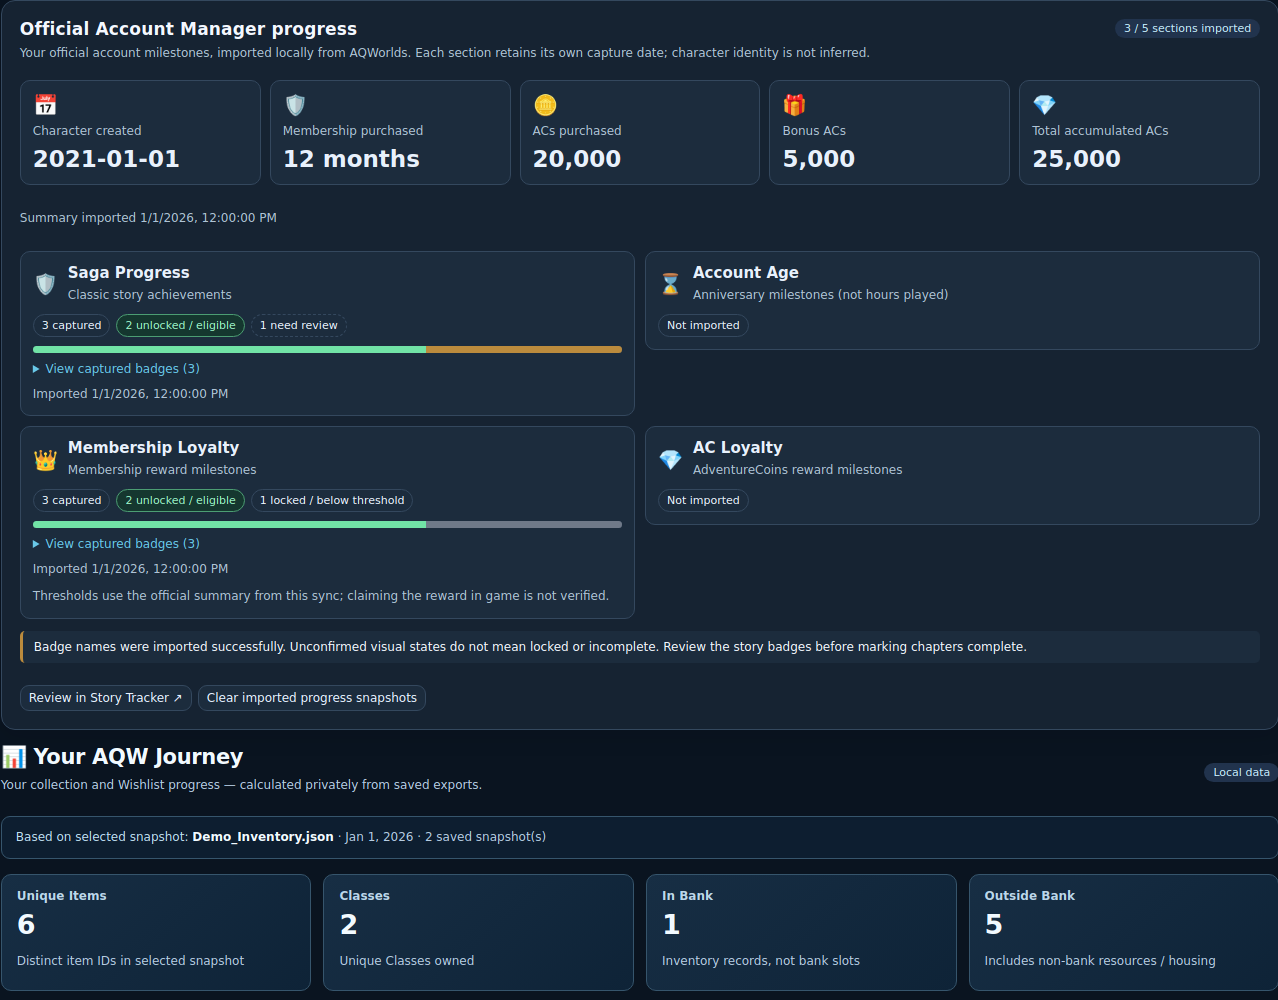 Official Account Manager progress
3 / 5 sections imported
Your official account milestones, imported locally from AQWorlds. Each section retains its own capture date; character identity is not inferred.
Character created
2021-01-01
Membership purchased
12 months
ACs purchased
20,000
Bonus ACs
5,000
Total accumulated ACs
25,000
Summary imported 1/1/2026, 12:00:00 PM
Saga Progress
Classic story achievements
3 captured
2 unlocked / eligible
1 need review
View captured badges (3)
Imported 1/1/2026, 12:00:00 PM
Account Age
Anniversary milestones (not hours played)
Not imported
Membership Loyalty
Membership reward milestones
3 captured
2 unlocked / eligible
1 locked / below threshold
View captured badges (3)
Imported 1/1/2026, 12:00:00 PM
Thresholds use the official summary from this sync; claiming the reward in game is not verified.
AC Loyalty
AdventureCoins reward milestones
Not imported
Badge names were imported successfully. Unconfirmed visual states do not mean locked or incomplete. Review the story badges before marking chapters complete.
Review in Story Tracker ↗
Clear imported progress snapshots
Your AQW Journey
Your collection and Wishlist progress — calculated privately from saved exports.
Local data
Based on selected snapshot: Demo_Inventory.json · Jan 1, 2026 · 2 saved snapshot(s)
Unique Items
6
Distinct item IDs in selected snapshot
Classes
2
Unique Classes owned
In Bank
1
Inventory records, not bank slots
Outside Bank
5
Includes non-bank resources / housing